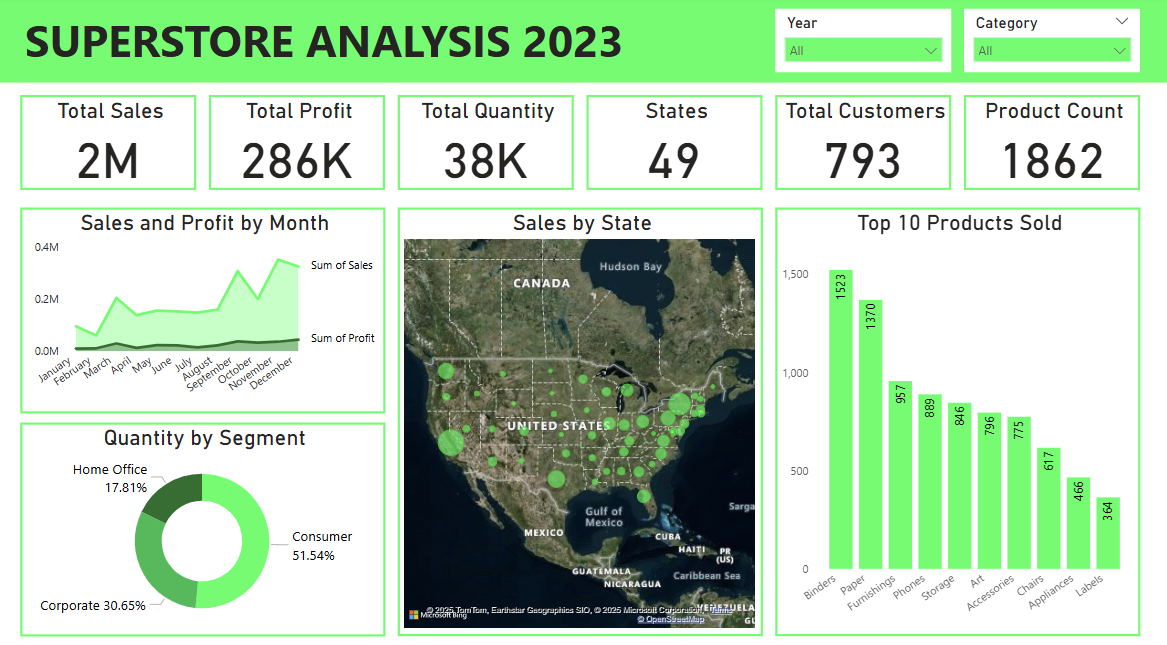 SUPERSTORE ANALYSIS 2023
Year
All
Category
All
Total Sales
2M
Total Profit
286K
Total Quantity
38K
States
49
Total Customers
793
Product Count
1862
Sales and Profit by Month
0.4M
0.2M
0.0M
Sum of Sales
Sum of Profit
January
February
March
April
May
June
July
August
September
October
November
December
Quantity by Segment
Home Office
17.81%
Consumer
51.54%
Corporate 30.65%
Sales by State
Hudson Bay
CANADA
UNITED STATES
Gulf of
Mexico
MEXICO
CUBA
HAITI
PR
(US)
GUATEMALA
NICARAGUA
Caribbean Sea
Sarga
VENEZUELA
GU
Microsoft Bing
© 2025 TomTom, Earthstar Geographics SIO, © 2025 Microsoft Corporation, Terms
© OpenStreetMap
Top 10 Products Sold
1,500
1,000
500
0
1523
1370
957
889
846
796
775
617
466
364
Binders
Paper
Furnishings
Phones
Storage
Art
Accessories
Chairs
Appliances
Labels